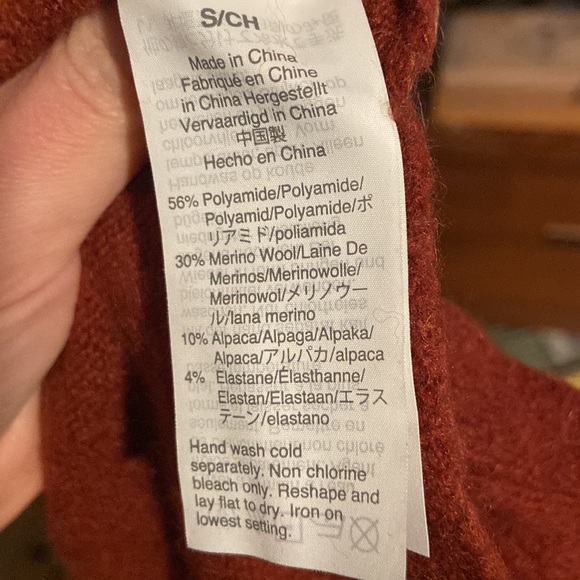 S/CH
Made in China
Fabriqué en Chine
in China Hergestellt
Vervaardigd in China
中国製
Hecho en China
56% Polyamide/Polyamide/
Polyamid/Polyamide/ポ
リアミド/poliamida
30% Merino Wool/Laine De
Merinos/Merinowolle/
Merinowol/メリノウー
ル/lana merino
10% Alpaca/Alpaga/Alpaka/
Alpaca/アルパカ/alpaca
4% Elastane/Élasthanne/
Elastan/Elastaan/エラス
テーン/elastano
Hand wash cold
separately. Non chlorine
bleach only. Reshape and
lay flat to dry. Iron on
lowest setting.